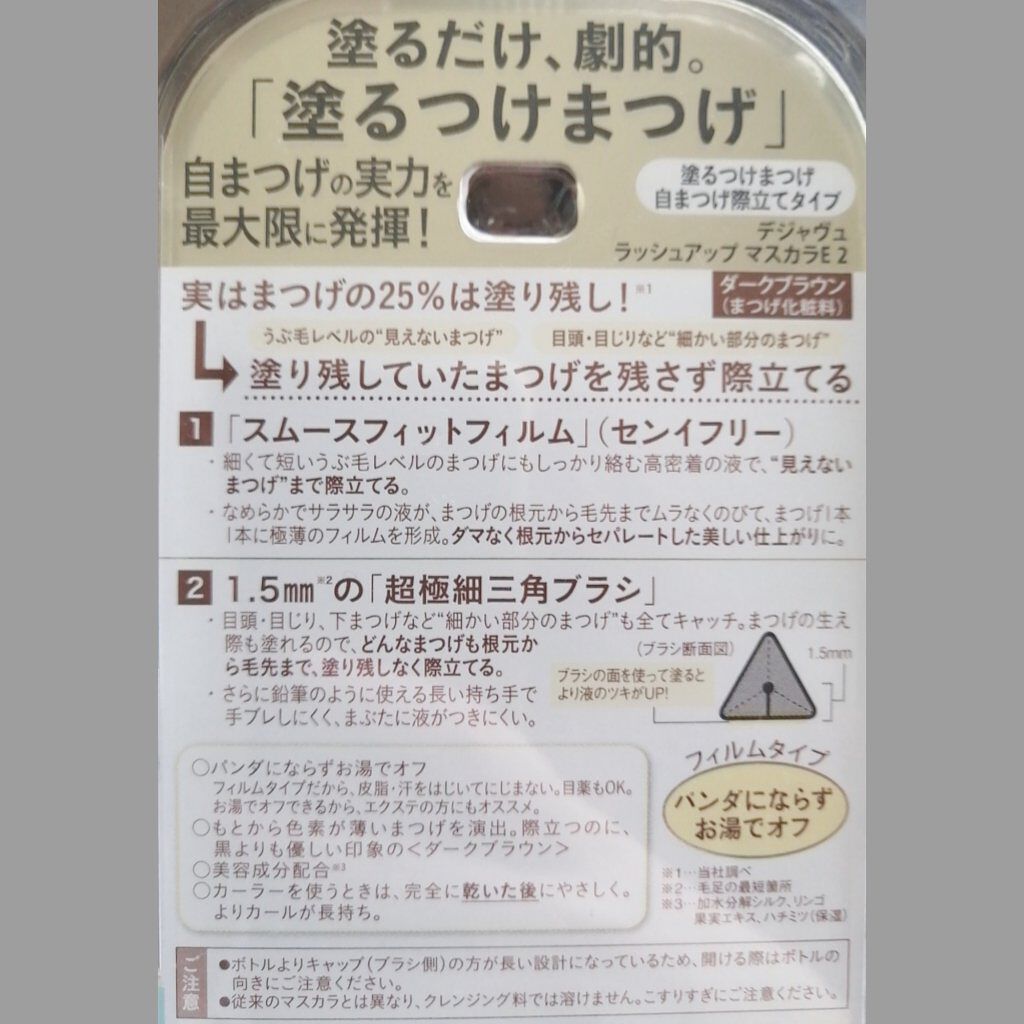 塗るだけ、劇的。
「塗るつけまつげ」
自まつげの実力を
最大限に発揮！
塗るつけまつげ
自まつげ際立てタイプ
デジャヴュ
ラッシュアップ マスカラE 2
実はまつげの25％は塗り残し！※1
ダークブラウン
（まつげ化粧料）
うぶ毛レベルの“見えないまつげ”
目頭・目じりなど“細かい部分のまつげ”
塗り残していたまつげを残さず際立てる
1 「スムースフィットフィルム」（センイフリー）
・細くて短いうぶ毛レベルのまつげにもしっかり絡む高密着の液で、“見えない
まつげ”まで際立てる。
・なめらかでサラサラの液が、まつげの根元から毛先までムラなくのびて、まつげ1本
1本に極薄のフィルムを形成。ダマなく根元からセパレートした美しい仕上がりに。
2 1.5㎜※2の「超極細三角ブラシ」
・目頭・目じり、下まつげなど“細かい部分のまつげ”も全てキャッチ。まつげの生え
際も塗れるので、どんなまつげも根元か
ら毛先まで、塗り残しなく際立てる。
・さらに鉛筆のように使える長い持ち手で
手ブレしにくく、まぶたに液がつきにくい。
（ブラシ断面図）
1.5mm
ブラシの面を使って塗ると
より液のツキがUP!
○パンダにならずお湯でオフ
フィルムタイプだから、皮脂・汗をはじいてにじまない。目薬もOK。
お湯でオフできるから、エクステの方にもオススメ。
○もとから色素が薄いまつげを演出。際立つのに、
黒よりも優しい印象の＜ダークブラウン＞
○美容成分配合※3
○カーラーを使うときは、完全に乾いた後にやさしく。
よりカールが長持ち。
フィルムタイプ
パンダにならず
お湯でオフ
※1…当社調べ
※2…毛足の最短箇所
※3…加水分解シルク、リンゴ
果実エキス、ハチミツ（保湿）
ご注意
●ボトルよりキャップ（ブラシ側）の方が長い設計になっているため、開ける際はボトルの
向きにご注意ください。
●従来のマスカラとは異なり、クレンジング料では溶けません。こすりすぎにご注意ください。